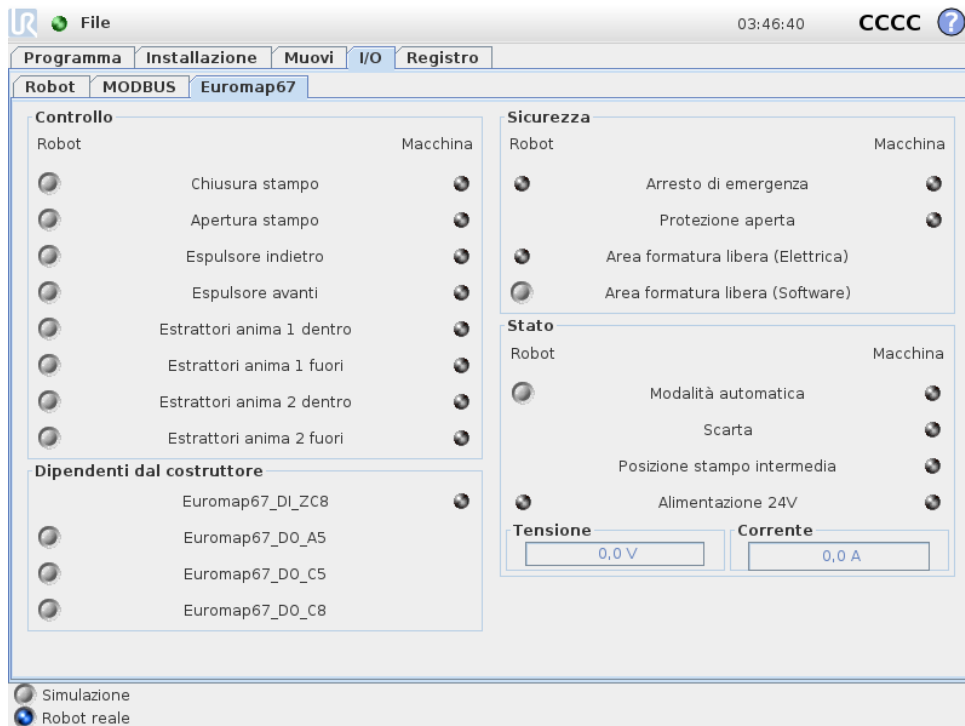 UR File 03:46:40 CCCC ?
Programma Installazione Muovi I/O Registro
Robot MODBUS Euromap67
Controllo
Robot Macchina
Chiusura stampo
Apertura stampo
Espulsore indietro
Espulsore avanti
Estrattori anima 1 dentro
Estrattori anima 1 fuori
Estrattori anima 2 dentro
Estrattori anima 2 fuori
Dipendenti dal costruttore
Euromap67_DI_ZC8
Euromap67_DO_A5
Euromap67_DO_C5
Euromap67_DO_C8
Sicurezza
Robot Macchina
Arresto di emergenza
Protezione aperta
Area formatura libera (Elettrica)
Area formatura libera (Software)
Stato
Robot Macchina
Modalità automatica
Scarta
Posizione stampo intermedia
Alimentazione 24V
Tensione Corrente
0,0 V 0,0 A
Simulazione
Robot reale